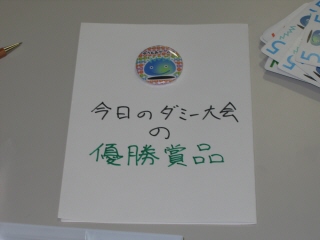 今日のダミー大会
の
優勝賞品